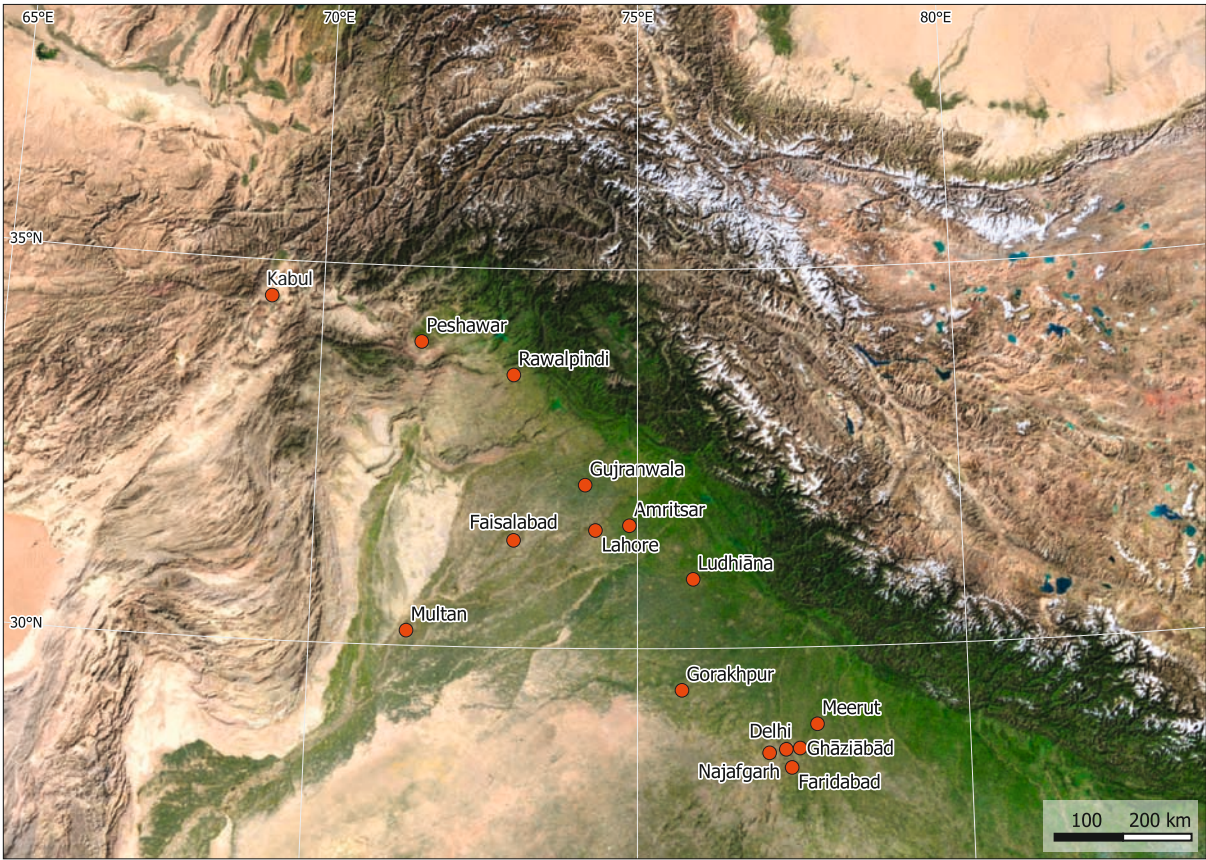 65°E
70°E
75°E
80°E
35°N
Kabul
Peshawar
Rawalpindi
Gujranwala
Amritsar
Faisalabad
Lahore
Ludhiāna
Multan
30°N
Gorakhpur
Meerut
Delhi
Ghāziābād
Najafgarh
Faridabad
100 200 km